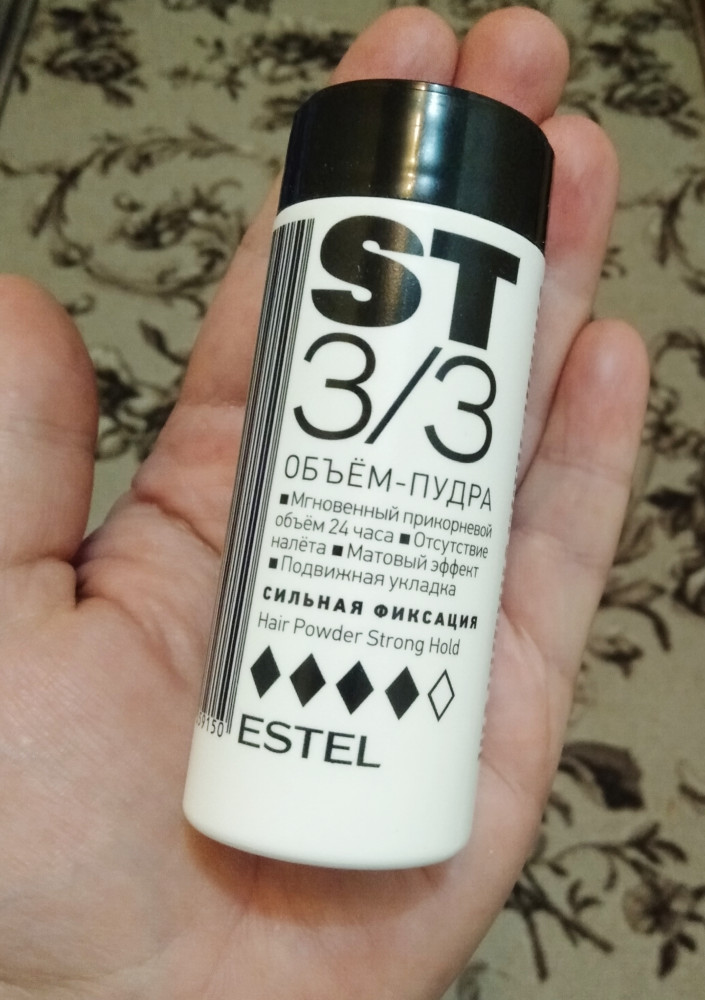 ST
3/3
ОБЪЁМ-ПУДРА
■Мгновенный прикорневой
объём 24 часа ■Отсутствие
налёта ■Матовый эффект
■Подвижная укладка
СИЛЬНАЯ ФИКСАЦИЯ
Hair Powder Strong Hold
ESTEL